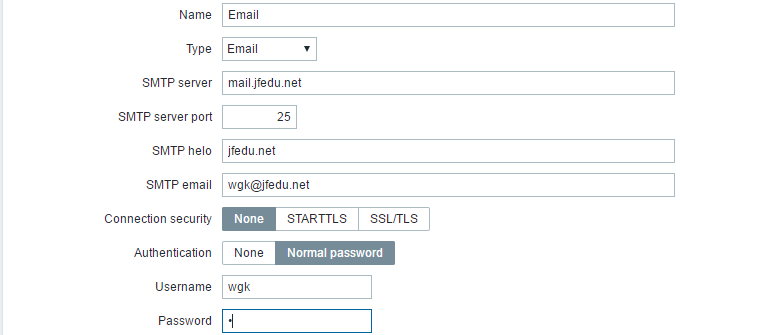 Name Email
Type Email
SMTP server mail.jfedu.net
SMTP server port 25
SMTP helo jfedu.net
SMTP email wgk@jfedu.net
Connection security None STARTTLS SSL/TLS
Authentication None Normal password
Username wgk
Password •